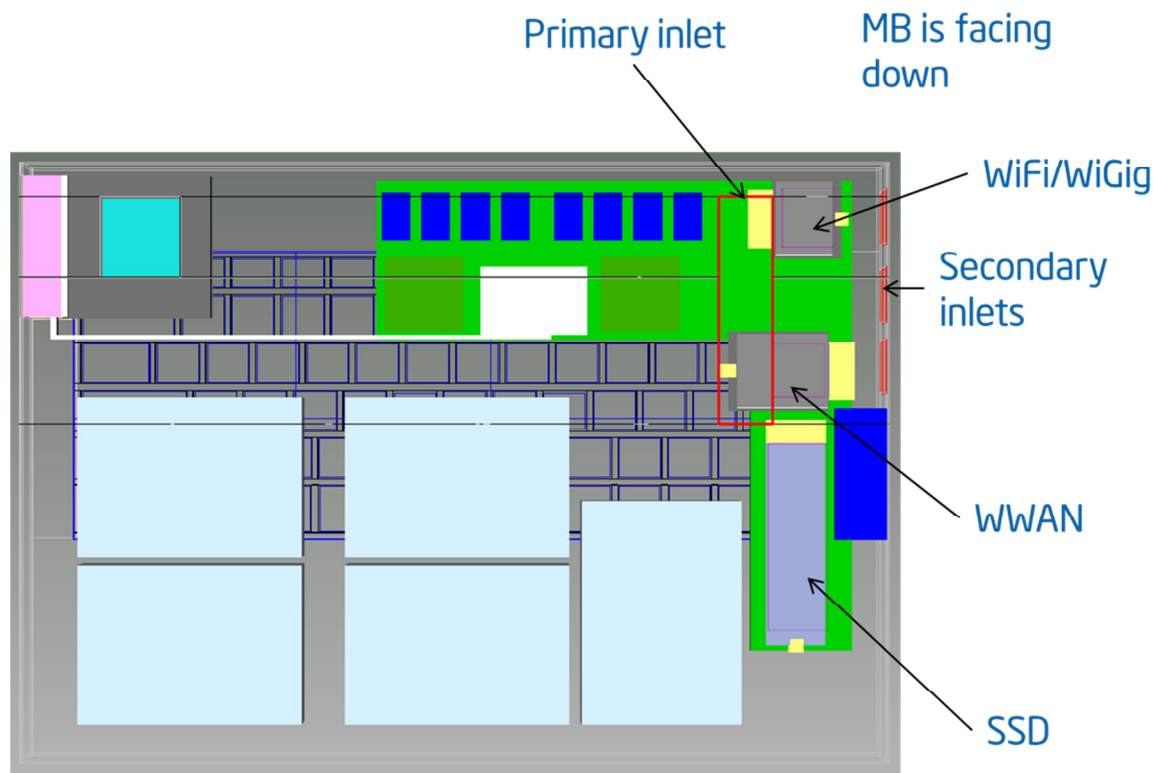 Primary inlet
MB is facing
down
WiFi/WiGig
Secondary
inlets
WWAN
SSD